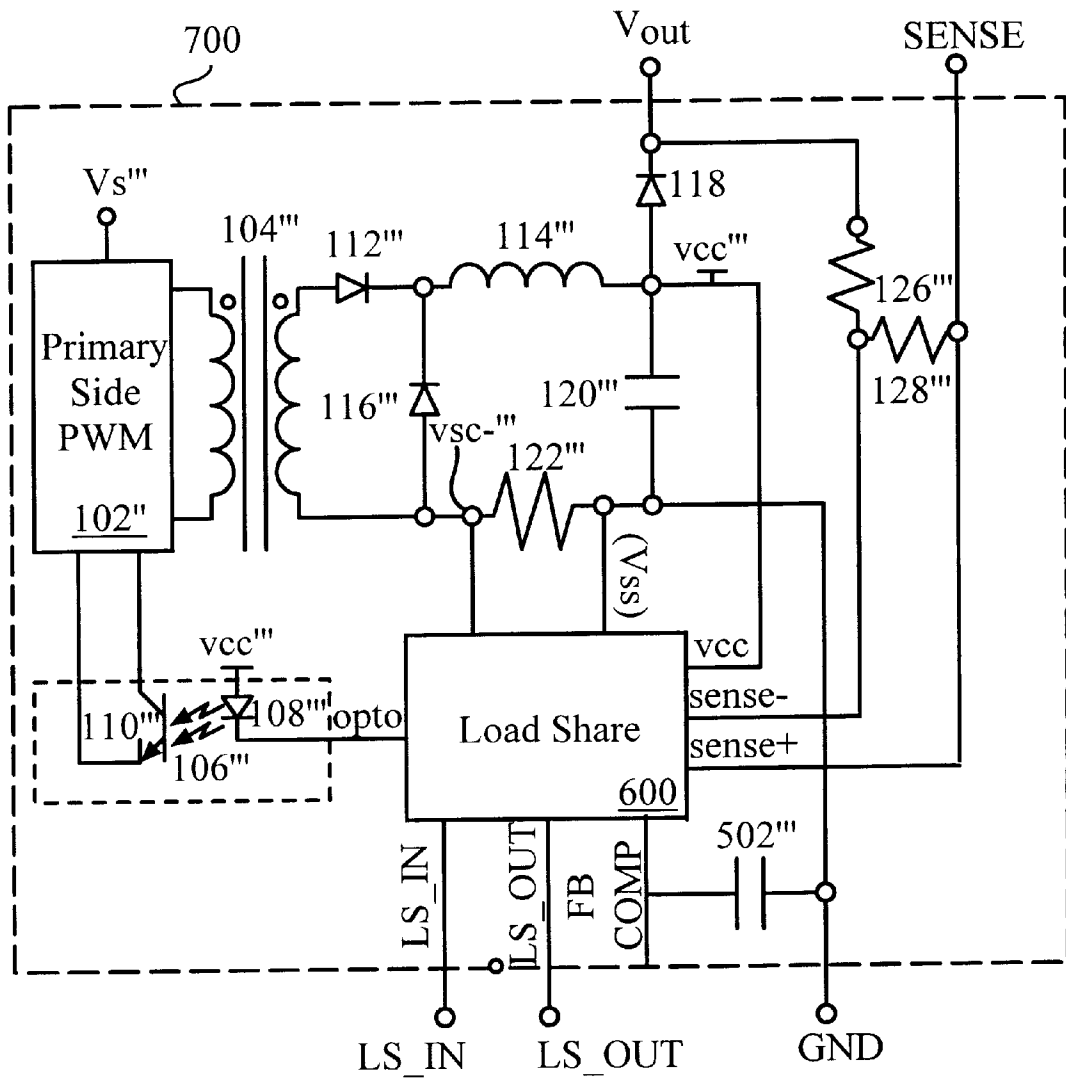 700
Vout
SENSE
Vs'''
104'''
112'''
114'''
118
vcc'''
126'''
128'''
Primary
Side
PWM
102"
116'''
120'''
vsc-'''
122'''
(Vss)
vcc
sense-
sense+
vcc'''
110'''
108'''
106'''
opto
Load Share
600
LS_IN
LS_OUT
FB
COMP
502'''
LS_IN
LS_OUT
GND